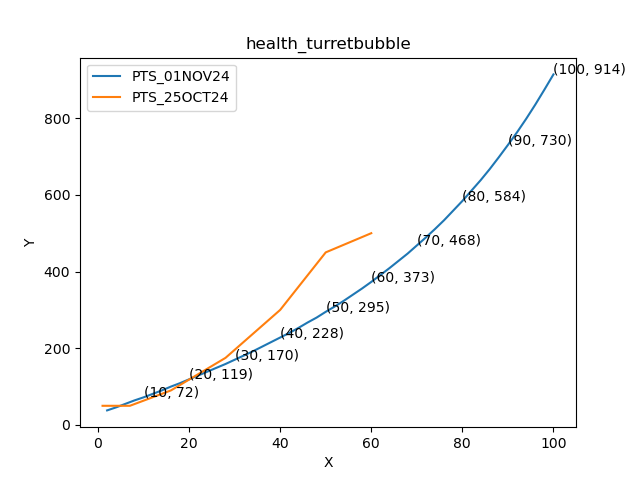 health_turretbubble
PTS_01NOV24
PTS_25OCT24
(100, 914)
(90, 730)
(80, 584)
(70, 468)
(60, 373)
(50, 295)
(40, 228)
(30, 170)
(20, 119)
(10, 72)
Y
800
600
400
200
0
0 20 40 60 80 100
X